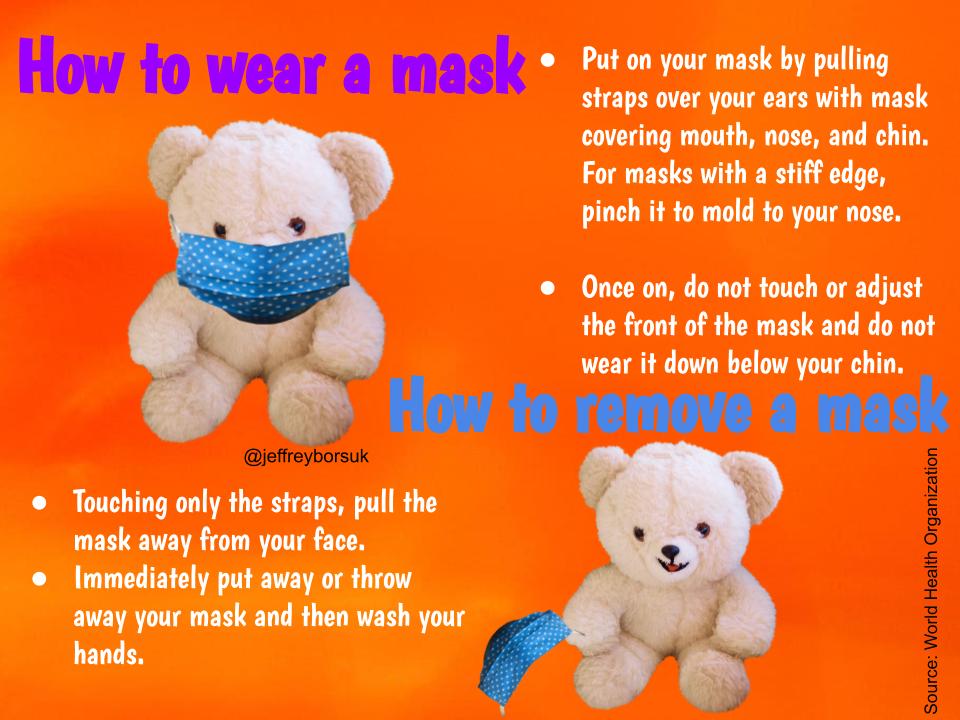 How to wear a mask
● Put on your mask by pulling
straps over your ears with mask
covering mouth, nose, and chin.
For masks with a stiff edge,
pinch it to mold to your nose.
● Once on, do not touch or adjust
the front of the mask and do not
wear it down below your chin.
@jeffreyborsuk
How to remove a mask
● Touching only the straps, pull the
mask away from your face.
● Immediately put away or throw
away your mask and then wash your
hands.
Source: World Health Organization